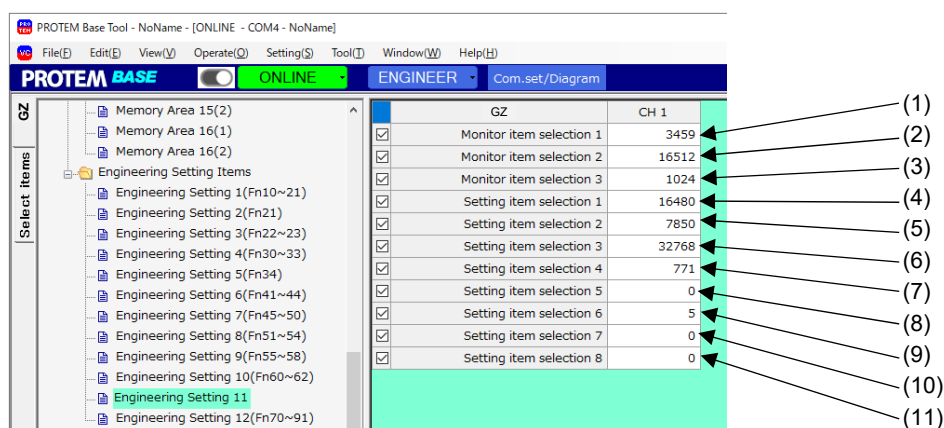 PRO TEM PROTEM Base Tool - NoName - [ONLINE - COM4 - NoName]
VC File(F) Edit(E) View(V) Operate(O) Setting(S) Tool(T) Window(W) Help(H)
PROTEM BASE ONLINE ENGINEER Com.set/Diagram
GZ
Select items
Memory Area 15(2)
Memory Area 16(1)
Memory Area 16(2)
Engineering Setting Items
Engineering Setting 1(Fn10~21)
Engineering Setting 2(Fn21)
Engineering Setting 3(Fn22~23)
Engineering Setting 4(Fn30~33)
Engineering Setting 5(Fn34)
Engineering Setting 6(Fn41~44)
Engineering Setting 7(Fn45~50)
Engineering Setting 8(Fn51~54)
Engineering Setting 9(Fn55~58)
Engineering Setting 10(Fn60~62)
Engineering Setting 11
Engineering Setting 12(Fn70~91)
GZ CH 1
Monitor item selection 1 3459
Monitor item selection 2 16512
Monitor item selection 3 1024
Setting item selection 1 16480
Setting item selection 2 7850
Setting item selection 3 32768
Setting item selection 4 771
Setting item selection 5 0
Setting item selection 6 5
Setting item selection 7 0
Setting item selection 8 0
(1)
(2)
(3)
(4)
(5)
(6)
(7)
(8)
(9)
(10)
(11)